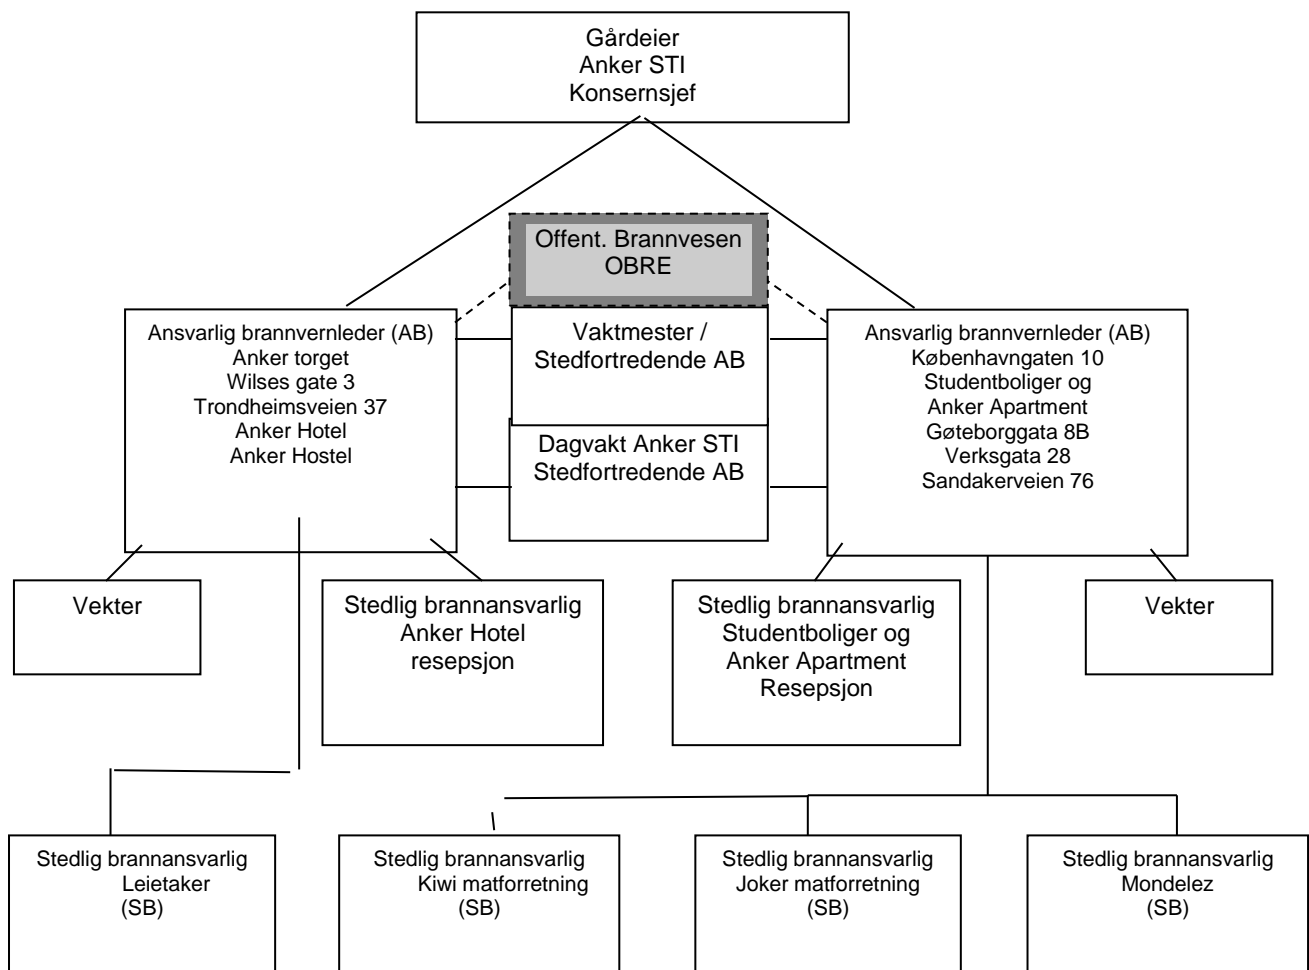 Gårdeier
Anker STI
Konsernsjef
Offent. Brannvesen
OBRE
Ansvarlig brannvernleder (AB)
Anker torget
Wilses gate 3
Trondheimsveien 37
Anker Hotel
Anker Hostel
Vaktmester /
Stedfortredende AB
Dagvakt Anker STI
Stedfortredende AB
Ansvarlig brannvernleder (AB)
Københavngaten 10
Studentboliger og
Anker Apartment
Gøteborggata 8B
Verksgata 28
Sandakerveien 76
Vekter
Stedlig brannansvarlig
Anker Hotel
resepsjon
Stedlig brannansvarlig
Studentboliger og
Anker Apartment
Resepsjon
Vekter
Stedlig brannansvarlig
Leietaker
(SB)
Stedlig brannansvarlig
Kiwi matforretning
(SB)
Stedlig brannansvarlig
Joker matforretning
(SB)
Stedlig brannansvarlig
Mondelez
(SB)